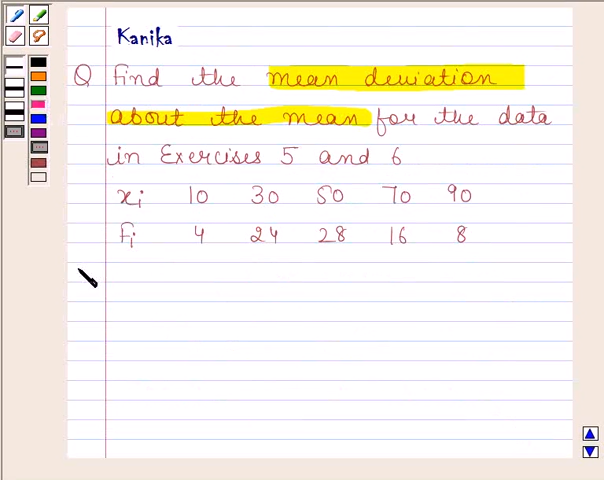 Kanika
Q Find the mean deviation
about the mean for the data
in Exercises 5 and 6
xi 10 30 50 70 90
Fi 4 24 28 16 8